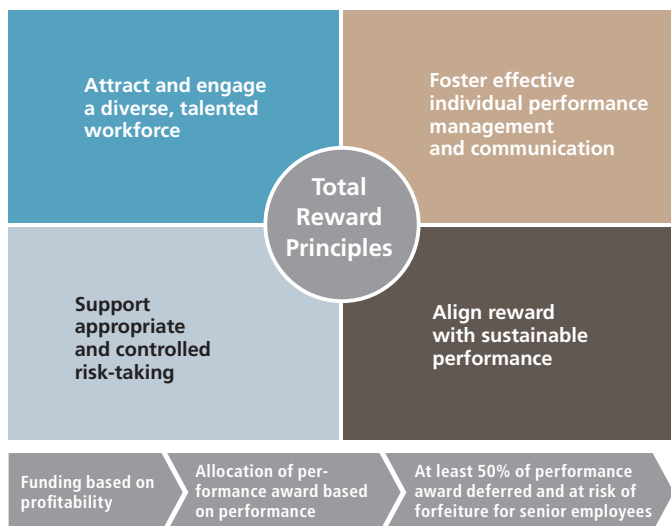 Attract and engage
a diverse, talented
workforce
Foster effective
individual performance
management
and communication
Total
Reward
Principles
Support
appropriate
and controlled
risk-taking
Align reward
with sustainable
performance
Funding based on
profitability
Allocation of per-
formance award based
on performance
At least 50% of performance
award deferred and at risk of
forfeiture for senior employees